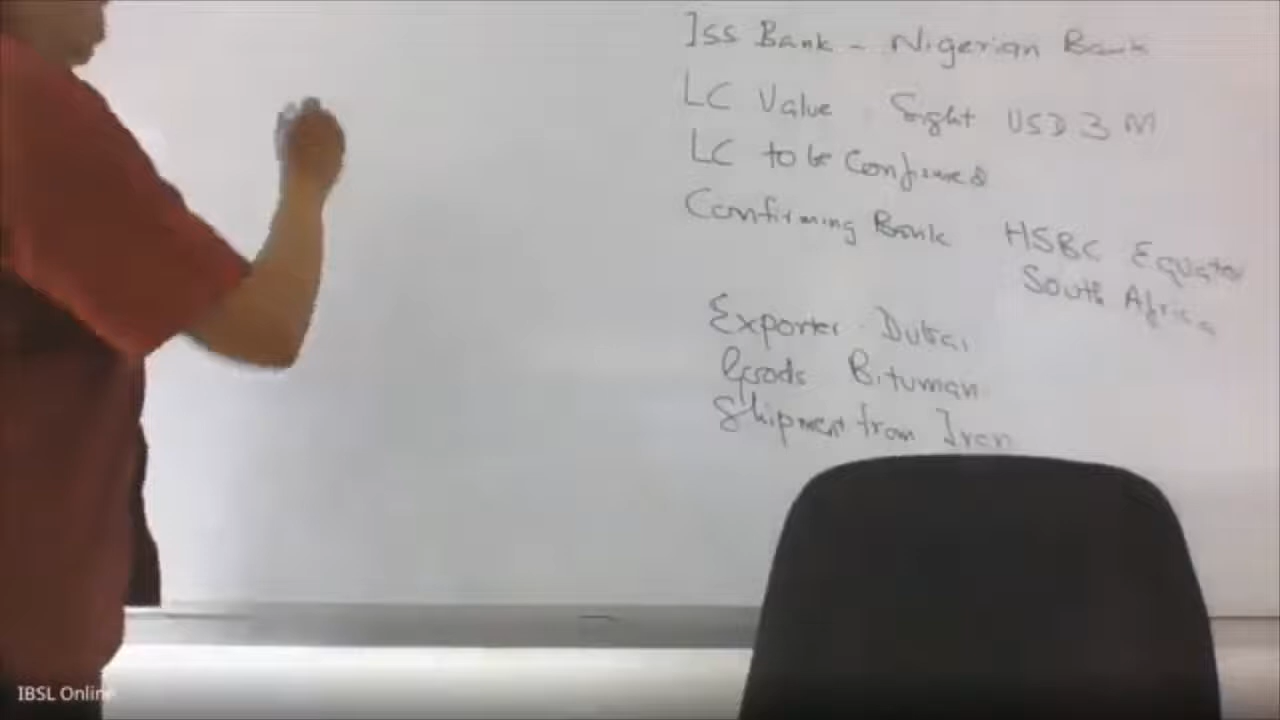 Iss Bank - Nigerian Bank
LC Value Sight USD 3 M
LC to be Confirmed
Confirming Bank HSBC Equator
South Africa
Exporter Dubai
Goods Bituman
Shipment from Iran
IBSL Online